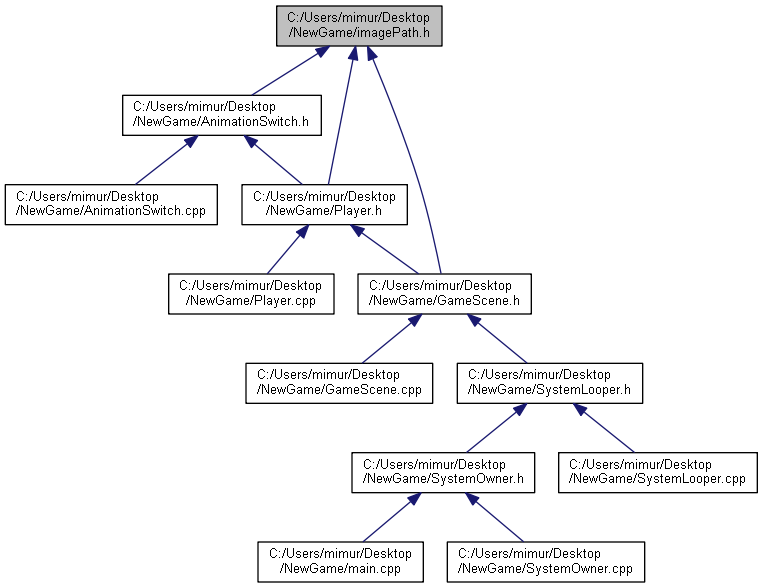 C:/Users/mimur/Desktop
/NewGame/imagePath.h
C:/Users/mimur/Desktop
/NewGame/AnimationSwitch.h
C:/Users/mimur/Desktop
/NewGame/AnimationSwitch.cpp
C:/Users/mimur/Desktop
/NewGame/Player.h
C:/Users/mimur/Desktop
/NewGame/Player.cpp
C:/Users/mimur/Desktop
/NewGame/GameScene.h
C:/Users/mimur/Desktop
/NewGame/GameScene.cpp
C:/Users/mimur/Desktop
/NewGame/SystemLooper.h
C:/Users/mimur/Desktop
/NewGame/SystemOwner.h
C:/Users/mimur/Desktop
/NewGame/SystemLooper.cpp
C:/Users/mimur/Desktop
/NewGame/main.cpp
C:/Users/mimur/Desktop
/NewGame/SystemOwner.cpp